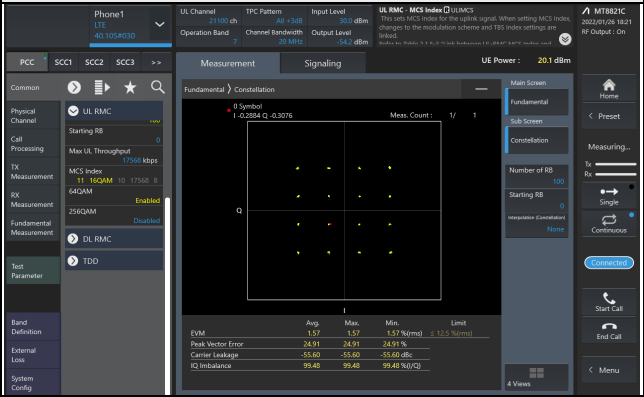 Phone1
LTE
40.105#030
UL Channel
21100 ch
TPC Pattern
All +3dB
Input Level
30.0 dBm
Operation Band
7
Channel Bandwidth
20 MHz
Output Level
-54.2 dBm
UL RMC - MCS Index ULIMCS
This sets MCS index for the uplink signal. When setting MCS Index,
changes to the modulation scheme and TBS index settings are
linked.
MT8821C
2022/01/26 18:21
RF Output : On
PCC
SCC1
SCC2
SCC3
>>
Measurement
Signaling
UE Power : 20.1 dBm
Common
Physical
Channel
Call
Processing
TX
Measurement
RX
Measurement
Fundamental
Measurement
Test
Parameter
Band
Definition
External
Loss
System
Config
UL RMC
100
Starting RB
0
Max UL Throughput
17568 kbps
MCS Index
11 16QAM 10 17568 8
64QAM
Enabled
256QAM
Disabled
DL RMC
TDD
Fundamental > Constellation
0 Symbol
I -0.2884 Q -0.3076
Meas. Count : 1/ 1
Q
I
Avg. Max. Min. Limit
EVM 1.57 1.57 1.57 %(rms) ≤ 12.5 %(rms)
Peak Vector Error 24.91 24.91 24.91 %
Carrier Leakage -55.60 -55.60 -55.60 dBc
IQ Imbalance 99.48 99.48 99.48 %(I/Q)
Main Screen
Fundamental
Sub Screen
Constellation
Number of RB
100
Starting RB
0
Interpolation (Constellation)
None
4 Views
Home
< Preset
Measuring...
Tx
Rx
Single
Continuous
Connected
Start Call
End Call
< Menu